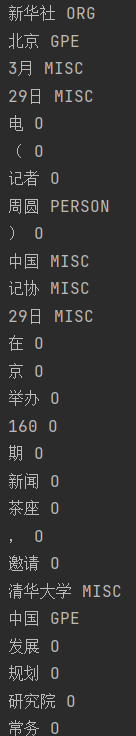 新华社 ORG
北京 GPE
3月 MISC
29日 MISC
电 O
（ O
记者 O
周圆 PERSON
） O
中国 MISC
记协 MISC
29日 MISC
在 O
京 O
举办 O
160 O
期 O
新闻 O
茶座 O
， O
邀请 O
清华大学 MISC
中国 GPE
发展 O
规划 O
研究院 O
常务 O